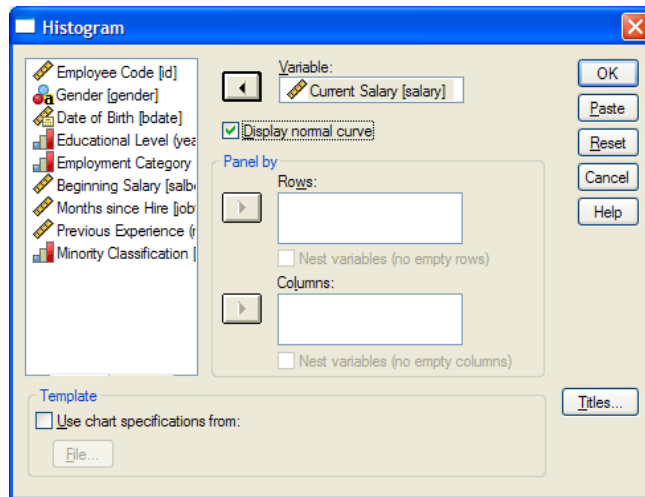 Histogram
Employee Code [id]
Gender [gender]
Date of Birth [bdate]
Educational Level (yea
Employment Category
Beginning Salary [salb
Months since Hire [job
Previous Experience (r
Minority Classification [
Variable:
Current Salary [salary]
Display normal curve
Panel by
Rows:
Nest variables (no empty rows)
Columns:
Nest variables (no empty columns)
OK
Paste
Reset
Cancel
Help
Template
Use chart specifications from:
File...
Titles...